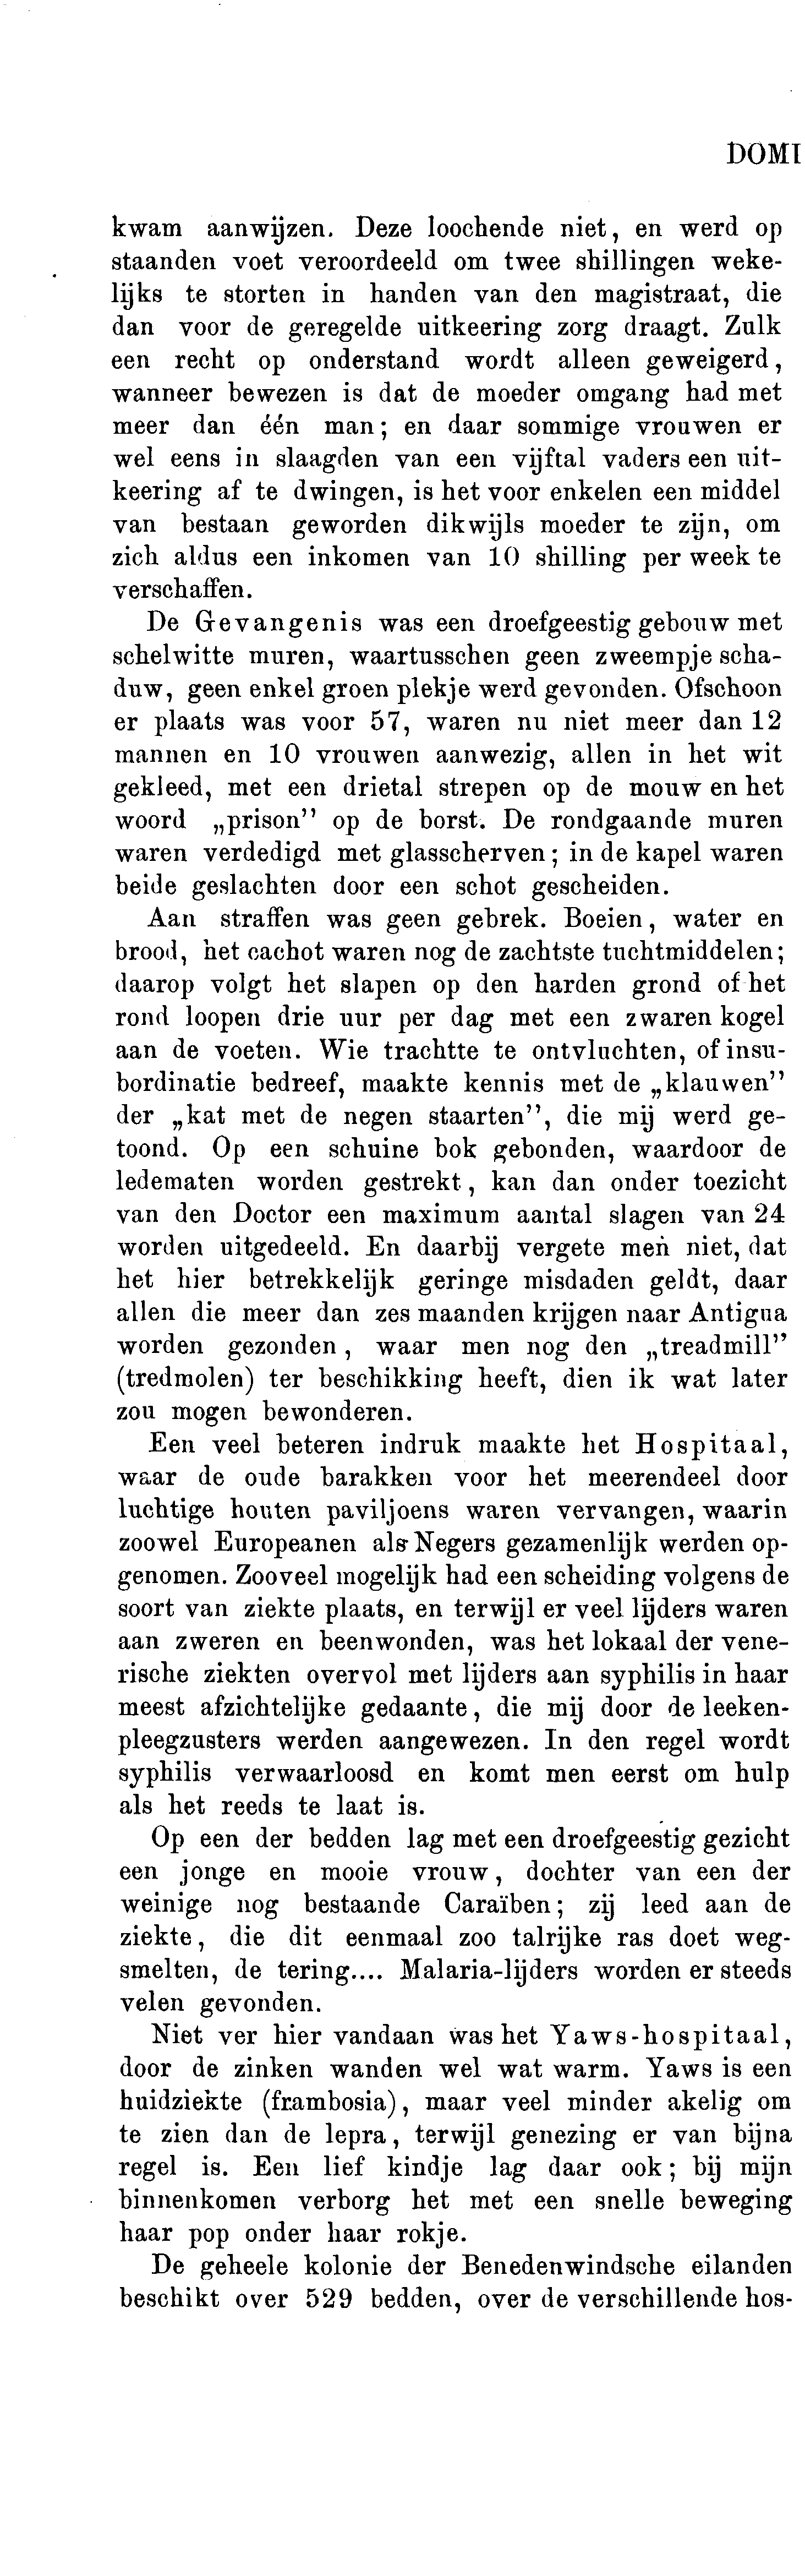 DOMI
kwam aanwijzen. Deze loochende niet, en werd op
staanden voet veroordeeld om twee shillingen weke-
lijks te storten in handen van den magistraat, die
dan voor de geregelde uitkeering zorg draagt. Zulk
een recht op onderstand wordt alleen geweigerd,
wanneer bewezen is dat de moeder omgang had met
meer dan één man; en daar sommige vrouwen er
wel eens in slaagden van een vijftal vaders een uit-
keering af te dwingen, is het voor enkelen een middel
van bestaan geworden dikwijls moeder te zijn, om
zich aldus een inkomen van 10 shilling per week te
verschaffen.
De Gevangenis was een droefgeestig gebouw met
schelwitte muren, waartusschen geen zweempje scha-
duw, geen enkel groen plekje werd gevonden. Ofschoon
er plaats was voor 57, waren nu niet meer dan 12
mannen en 10 vrouwen aanwezig, allen in het wit
gekleed, met een drietal strepen op de mouw en het
woord „prison” op de borst. De rondgaande muren
waren verdedigd met glasscherven; in de kapel waren
beide geslachten door een schot gescheiden.
Aan straffen was geen gebrek. Boeien, water en
brood, het cachot waren nog de zachtste tuchtmiddelen;
daarop volgt het slapen op den harden grond of het
rond loopen drie uur per dag met een zwaren kogel
aan de voeten. Wie trachtte te ontvluchten, of insu-
bordinatie bedreef, maakte kennis met de „klauwen”
der „kat met de negen staarten”, die mij werd ge-
toond. Op een schuine bok gebonden, waardoor de
ledematen worden gestrekt, kan dan onder toezicht
van den Doctor een maximum aantal slagen van 24
worden uitgedeeld. En daarbij vergete men niet, dat
het hier betrekkelijk geringe misdaden geldt, daar
allen die meer dan zes maanden krijgen naar Antigua
worden gezonden, waar men nog den „treadmill”
(tredmolen) ter beschikking heeft, dien ik wat later
zou mogen bewonderen.
Een veel beteren indruk maakte het Hospitaal,
waar de oude barakken voor het meerendeel door
luchtige houten paviljoens waren vervangen, waarin
zoowel Europeanen als Negers gezamenlijk werden op-
genomen. Zooveel mogelijk had een scheiding volgens de
soort van ziekte plaats, en terwijl er veel lijders waren
aan zweren en beenwonden, was het lokaal der vene-
rische ziekten overvol met lijders aan syphilis in haar
meest afzichtelijke gedaante, die mij door de leeken-
pleegzusters werden aangewezen. In den regel wordt
syphilis verwaarloosd en komt men eerst om hulp
als het reeds te laat is.
Op een der bedden lag met een droefgeestig gezicht
een jonge en mooie vrouw, dochter van een der
weinige nog bestaande Caraïben; zij leed aan de
ziekte, die dit eenmaal zoo talrijke ras doet weg-
smelten, de tering.... Malaria-lijders worden er steeds
velen gevonden.
Niet ver hier vandaan was het Yaws-hospitaal,
door de zinken wanden wel wat warm. Yaws is een
huidziekte (frambosia), maar veel minder akelig om
te zien dan de lepra, terwijl genezing er van bijna
regel is. Een lief kindje lag daar ook; bij mijn
binnenkomen verborg het met een snelle beweging
haar pop onder haar rokje.
De geheele kolonie der Benedenwindsche eilanden
beschikt over 529 bedden, over de verschillende hos-